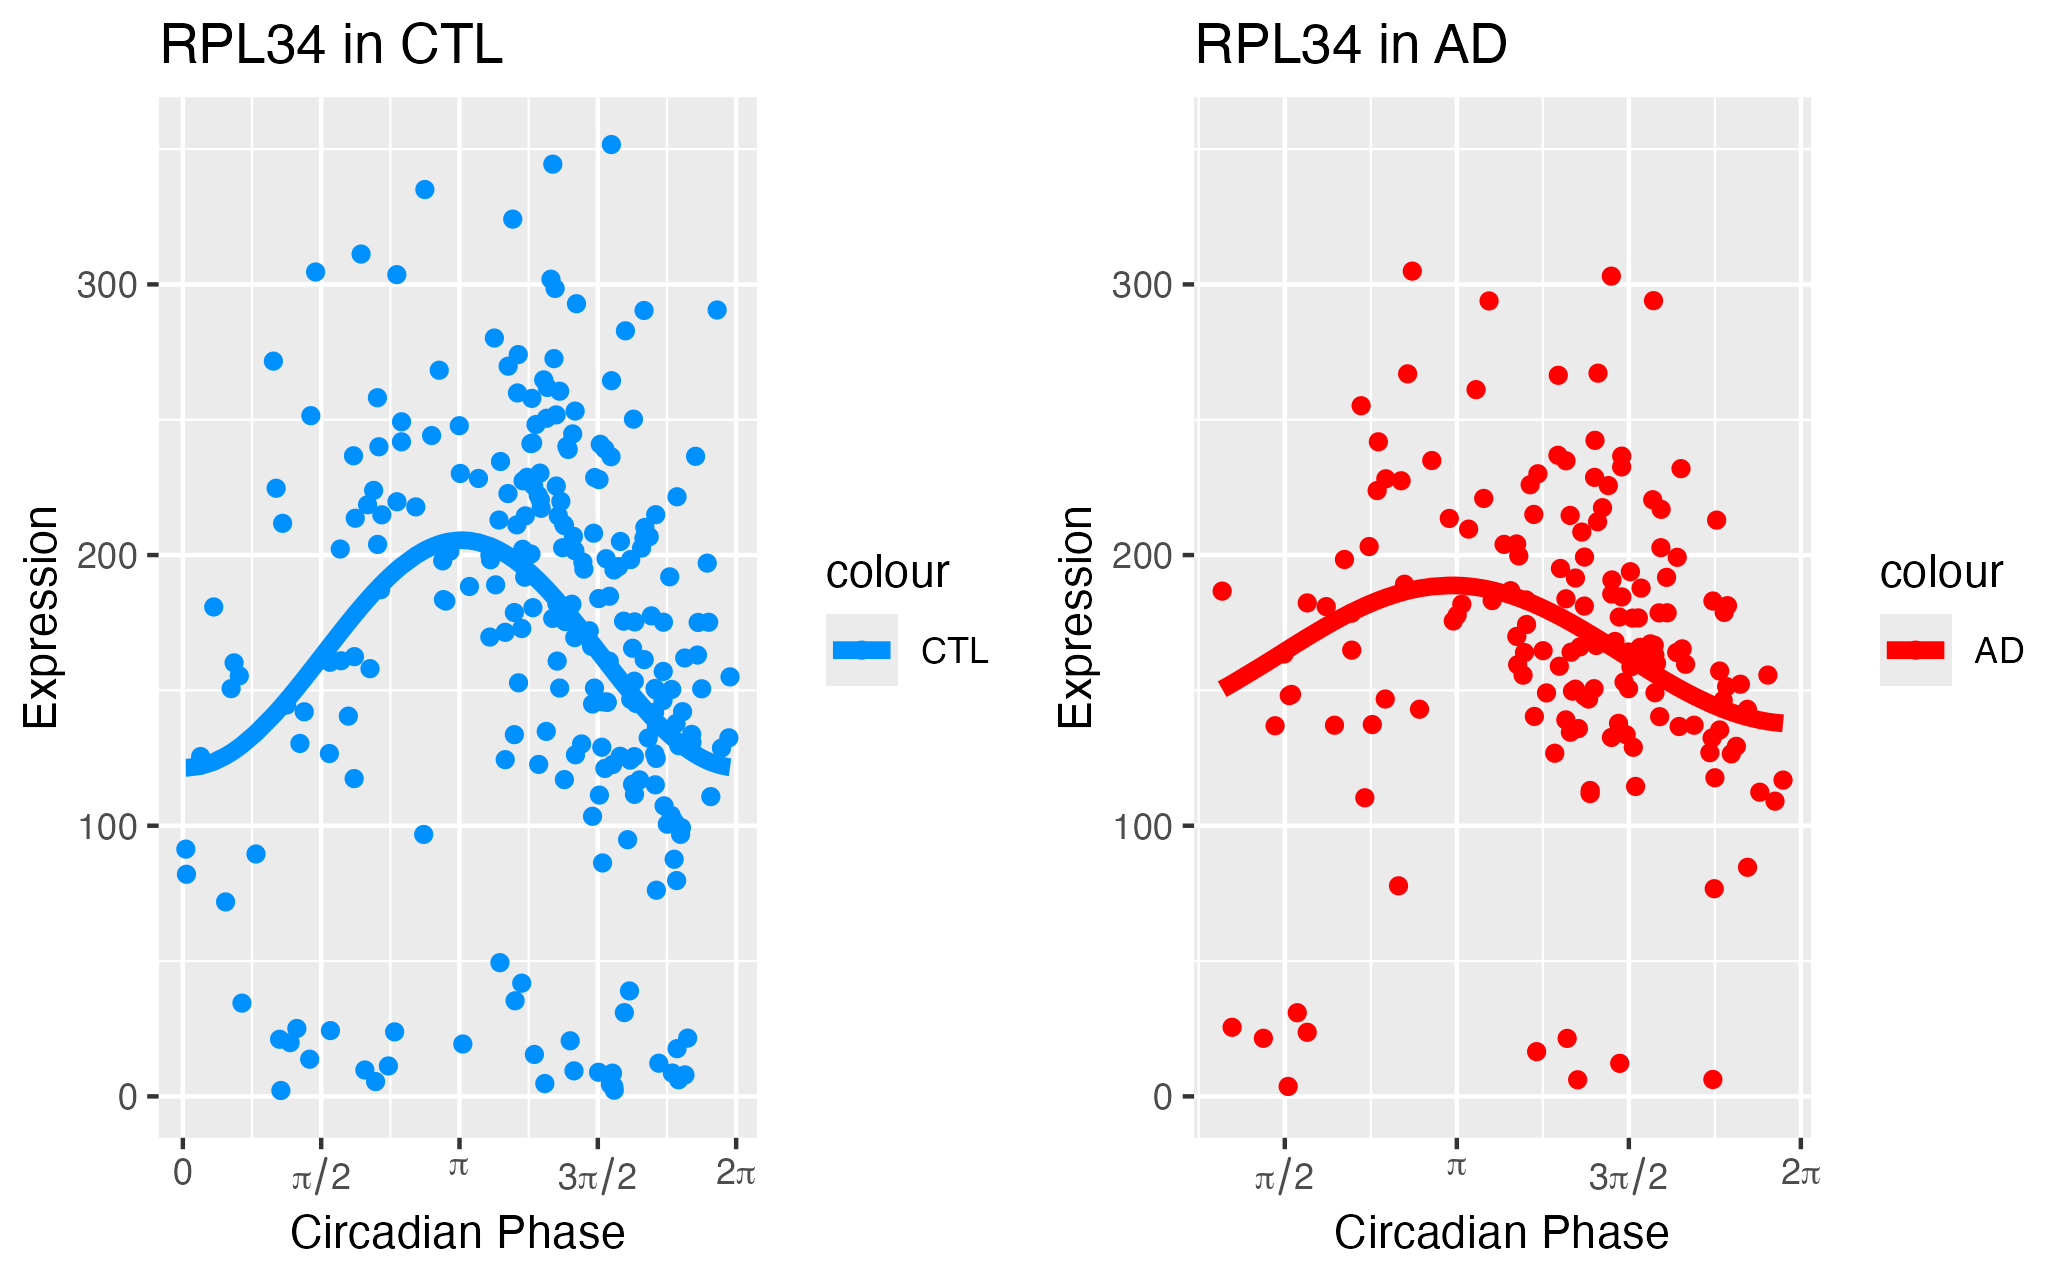 RPL34 in CTL
Expression
300
200
100
0
0 π/2 π 3π/2 2π
Circadian Phase
colour
CTL
RPL34 in AD
Expression
300
200
100
0
π/2 π 3π/2 2π
Circadian Phase
colour
AD